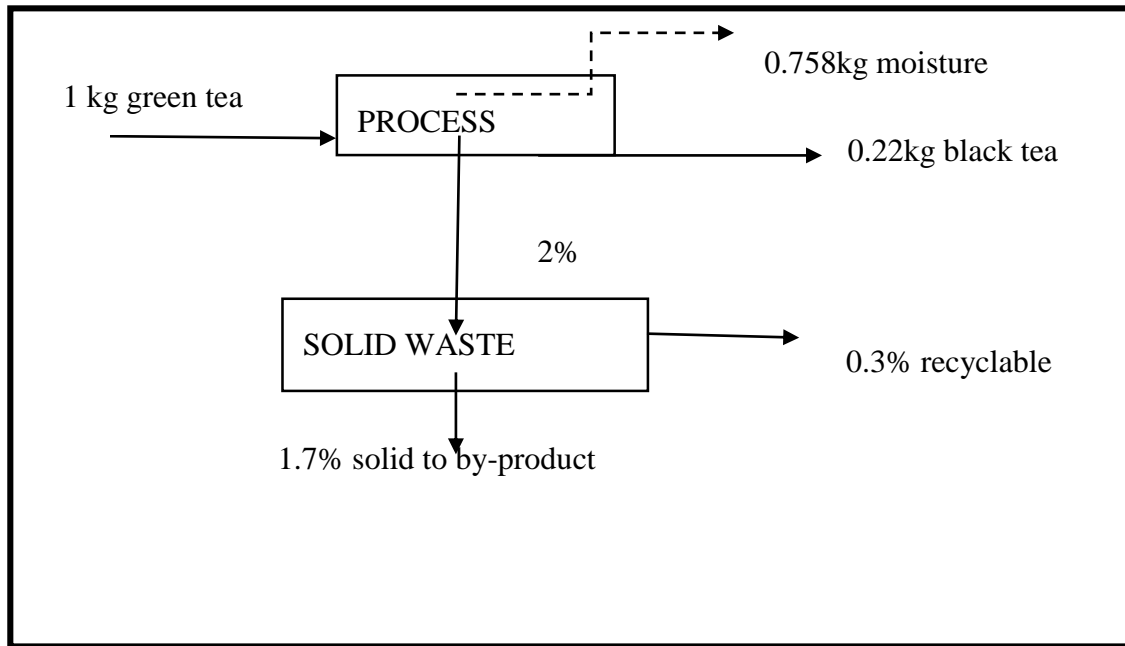 0.758kg moisture
1 kg green tea
PROCESS
0.22kg black tea
2%
SOLID WASTE
0.3% recyclable
1.7% solid to by-product